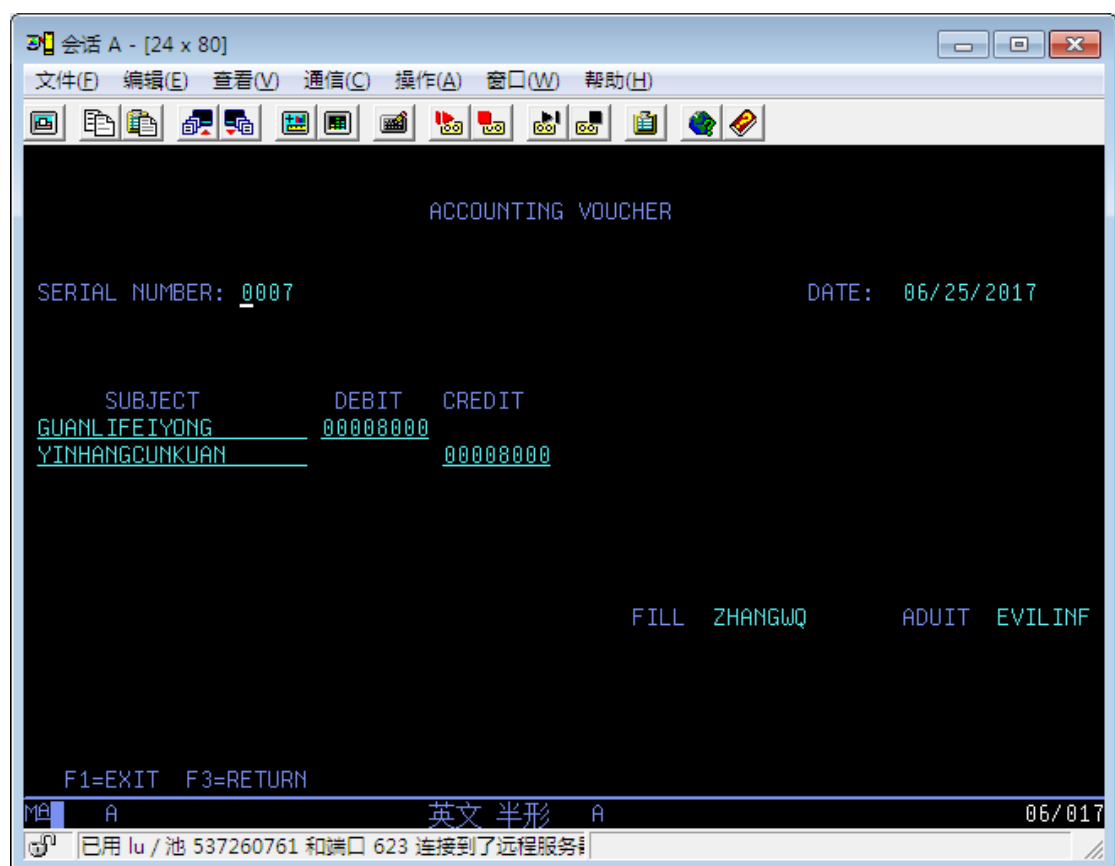 会话 A - [24 x 80]
文件(F) 编辑(E) 查看(V) 通信(C) 操作(A) 窗口(W) 帮助(H)
ACCOUNTING VOUCHER
SERIAL NUMBER: 0007 DATE: 06/25/2017
SUBJECT DEBIT CREDIT
GUANLIFEIYONG 00008000
YINHANGCUNKUAN 00008000
FILL ZHANGWQ ADUIT EVILINF
F1=EXIT F3=RETURN
MA A 英文 半形 A 06/017
已用 lu / 池 537260761 和端口 623 连接到了远程服务